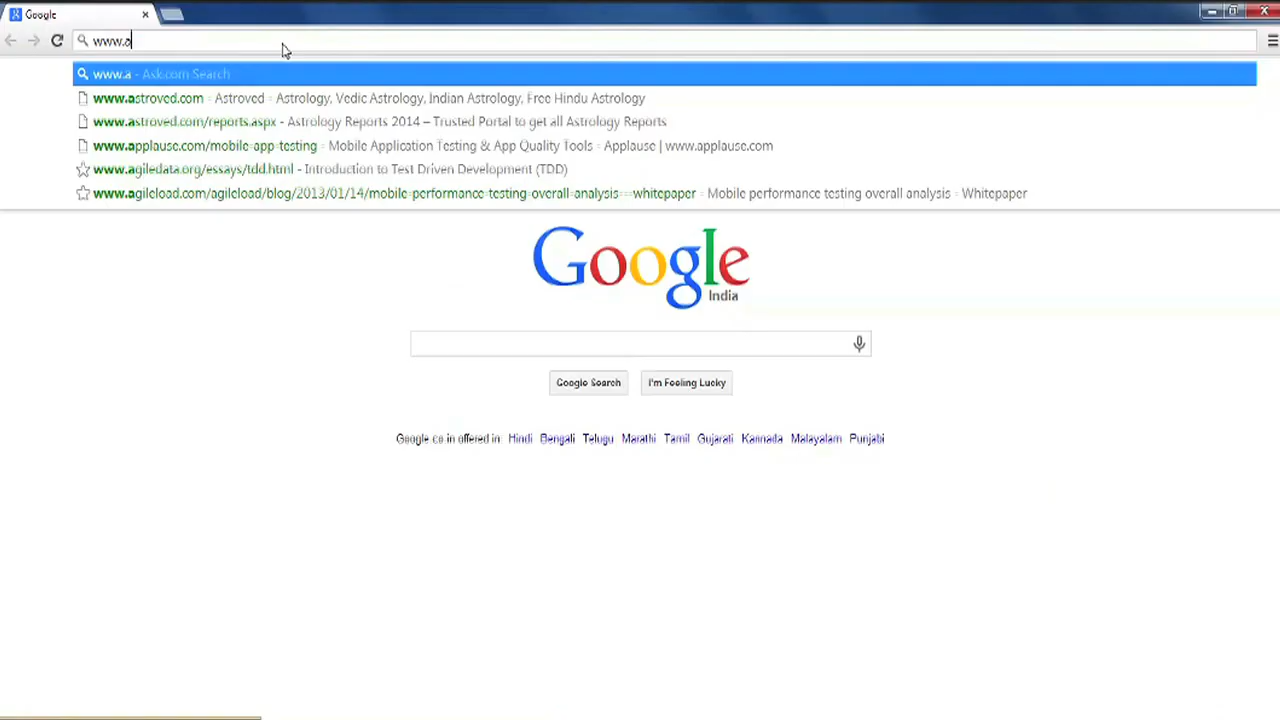 Google
www.a
www.a - Ask.com Search
www.astroved.com - Astroved - Astrology, Vedic Astrology, Indian Astrology, Free Hindu Astrology
www.astroved.com/reports.aspx - Astrology Reports 2014 – Trusted Portal to get all Astrology Reports
www.applause.com/mobile-app-testing - Mobile Application Testing & App Quality Tools - Applause | www.applause.com
www.agiledata.org/essays/tdd.html - Introduction to Test Driven Development (TDD)
www.agileload.com/agileload/blog/2013/01/14/mobile-performance-testing-overall-analysis---whitepaper - Mobile performance testing overall analysis - Whitepaper
Google
India
Google Search I'm Feeling Lucky
Google.co.in offered in: Hindi Bengali Telugu Marathi Tamil Gujarati Kannada Malayalam Punjabi